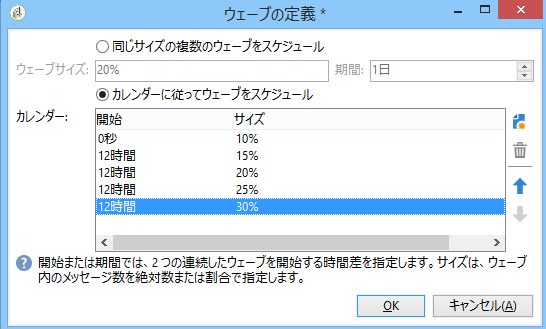 ウェーブの定義 *
同じサイズの複数のウェーブをスケジュール
ウェーブサイズ: 20% 期間: 1日
カレンダーに従ってウェーブをスケジュール
カレンダー:
開始 サイズ
0秒 10%
12時間 15%
12時間 20%
12時間 25%
12時間 30%
開始または期間では、2つの連続したウェーブを開始する時間差を指定します。サイズは、ウェーブ
内のメッセージ数を絶対数または割合で指定します。
OK キャンセル(A)